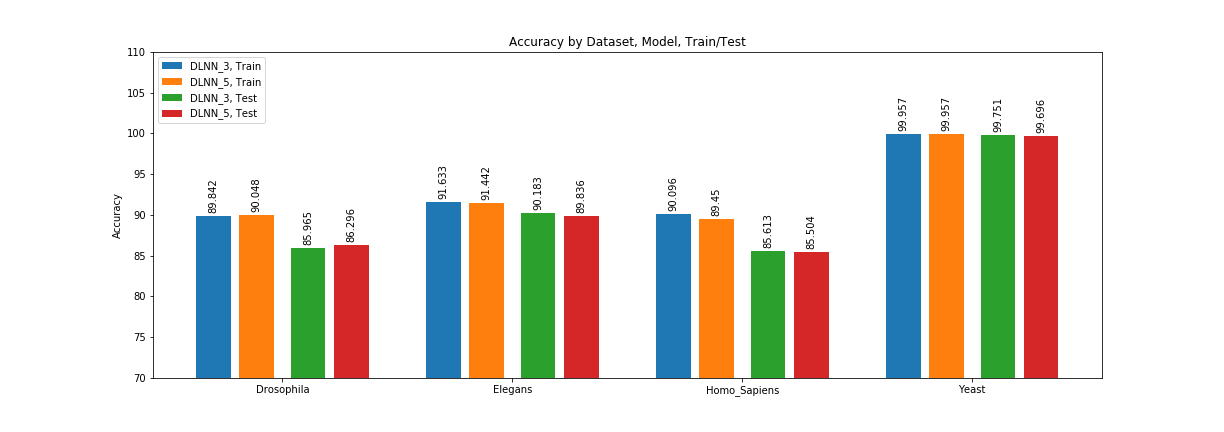 Accuracy by Dataset, Model, Train/Test
Accuracy
110
105
100
95
90
85
80
75
70
DLNN_3, Train
DLNN_5, Train
DLNN_3, Test
DLNN_5, Test
89.842
90.048
85.965
86.296
91.633
91.442
90.183
89.836
90.096
89.45
85.613
85.504
99.957
99.957
99.751
99.696
Drosophila
Elegans
Homo_Sapiens
Yeast